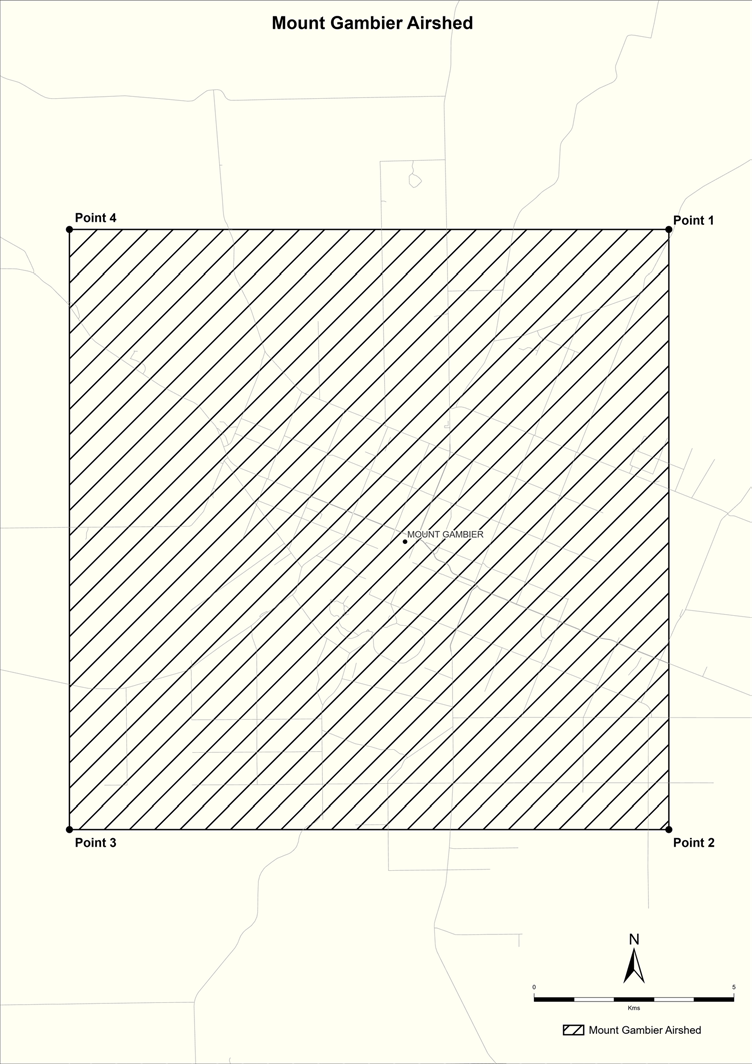 Mount Gambier Airshed
Point 4
Point 1
MOUNT GAMBIER
Point 3
Point 2
N
0 5
Kms
Mount Gambier Airshed